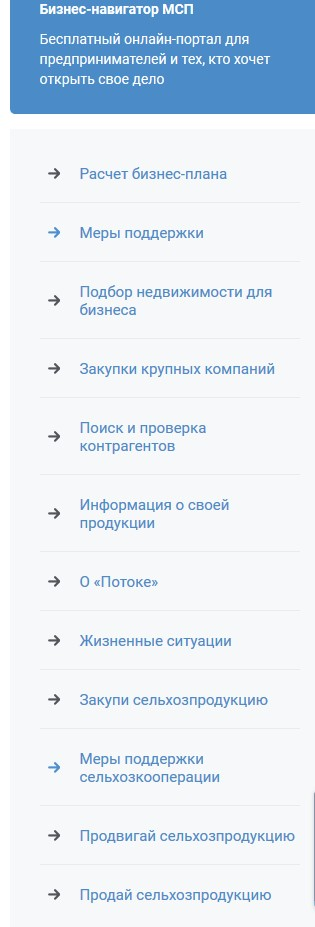 Бизнес-навигатор МСП
Бесплатный онлайн-портал для
предпринимателей и тех, кто хочет
открыть свое дело
Расчет бизнес-плана
Меры поддержки
Подбор недвижимости для
бизнеса
Закупки крупных компаний
Поиск и проверка
контрагентов
Информация о своей
продукции
О «Потоке»
Жизненные ситуации
Закупи сельхозпродукцию
Меры поддержки
сельхозкооперации
Продвигай сельхозпродукцию
Продай сельхозпродукцию